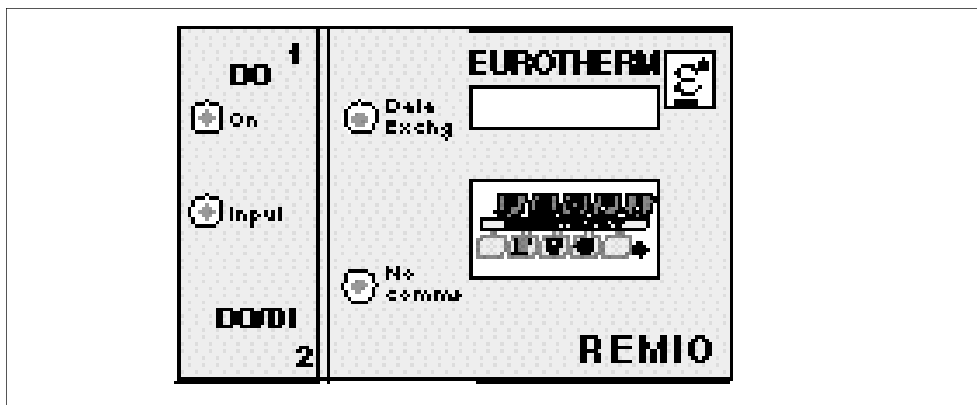 1
DO
On
Input
DO/DI
2
EUROTHERM
Data
Exchg
No
comms
REMIO